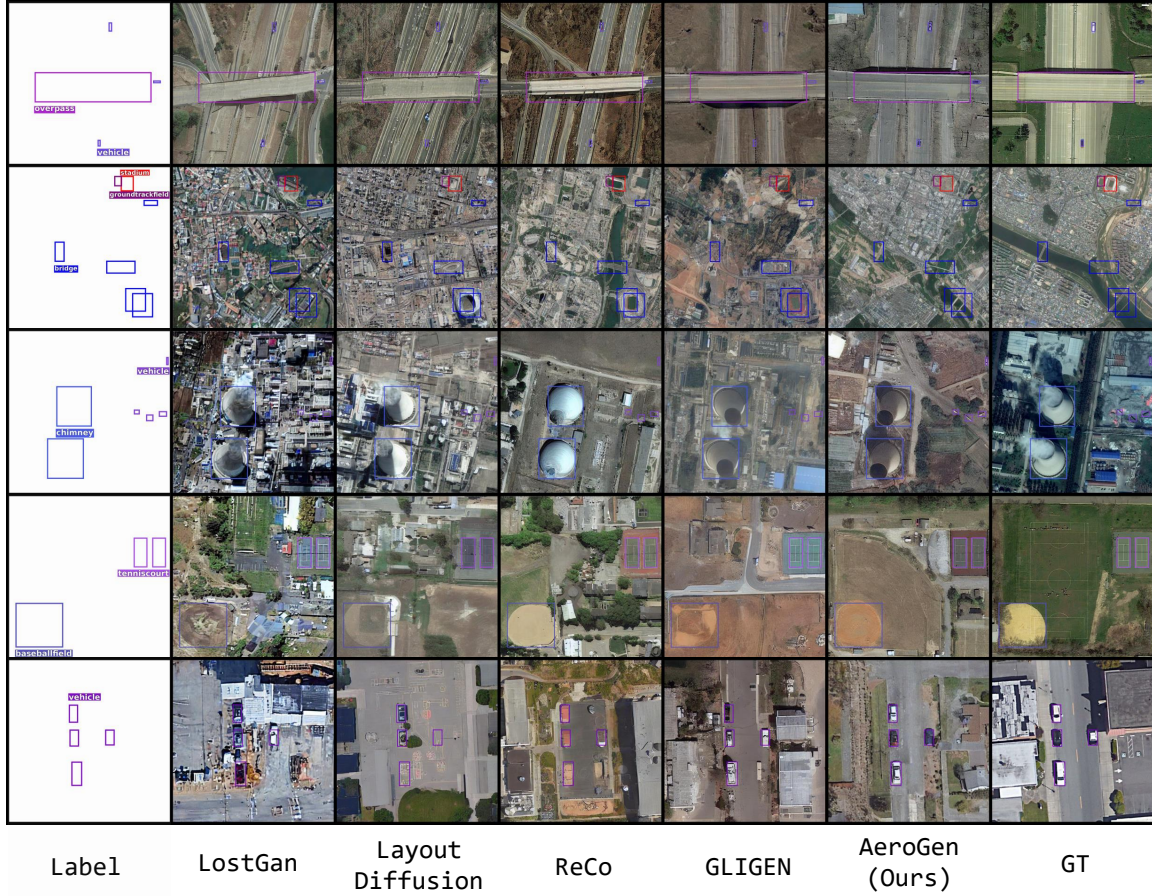 overpass
vehicle
stadium
groundtrackfield
bridge
vehicle
chimney
tenniscourt
baseballfield
vehicle
Label
LostGan
Layout
Diffusion
ReCo
GLIGEN
AeroGen
(Ours)
GT